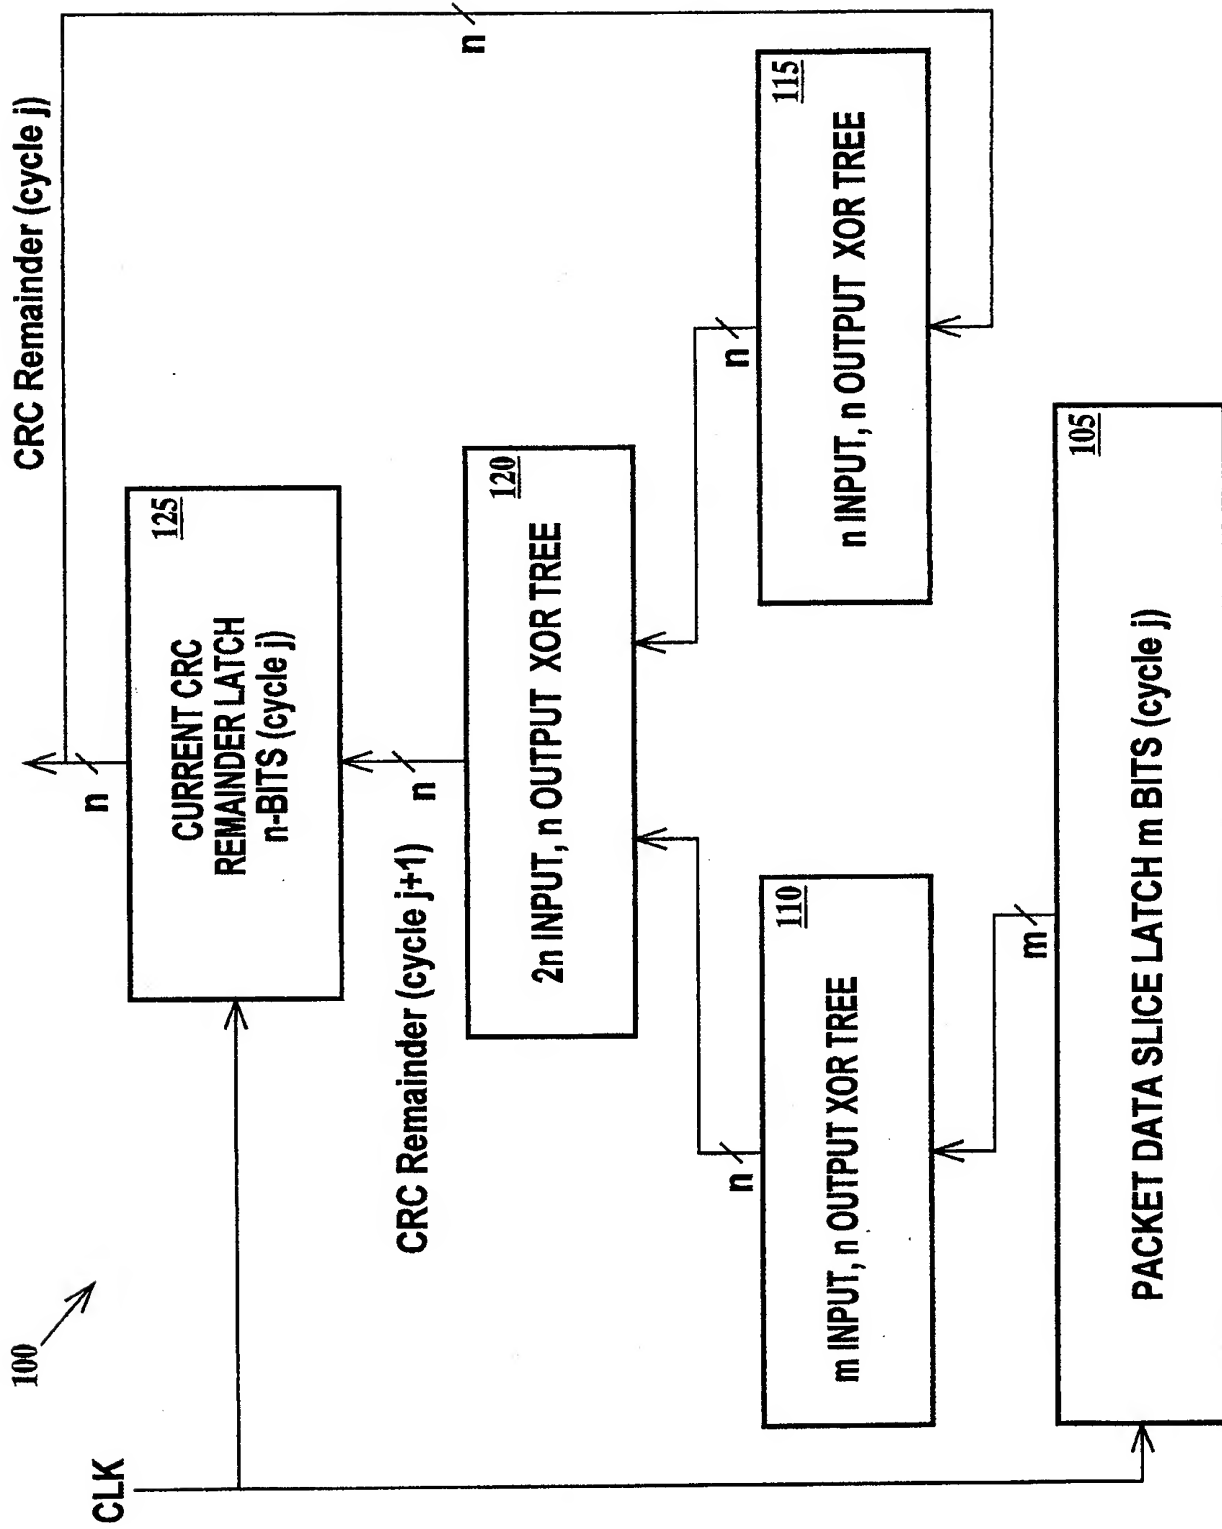 100
CLK
CRC Remainder (cycle j)
n
n
125
CURRENT CRC
REMAINDER LATCH
n-BITS (cycle j)
CRC Remainder (cycle j+1)
n
120
2n INPUT, n OUTPUT XOR TREE
n
n
110
m INPUT, n OUTPUT XOR TREE
115
n INPUT, n OUTPUT XOR TREE
m
105
PACKET DATA SLICE LATCH m BITS (cycle j)